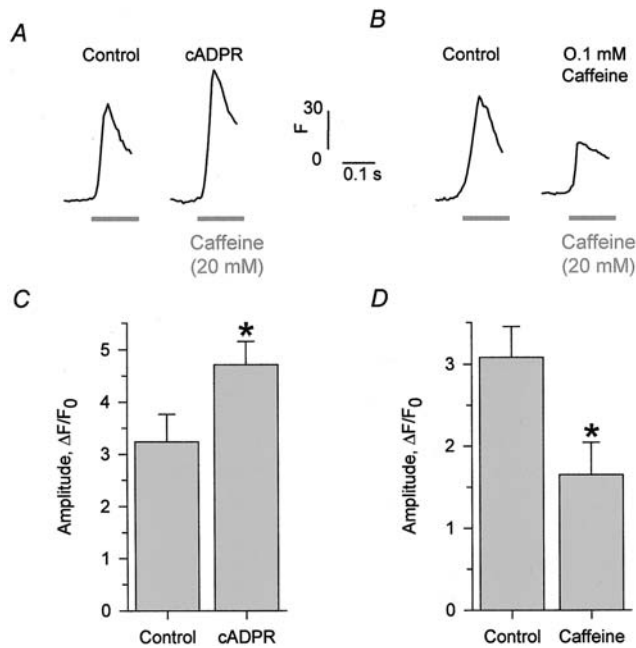 A
Control
cADPR
30
F
0
0.1 s
Caffeine
(20 mM)
B
Control
O.1 mM
Caffeine
Caffeine
(20 mM)
C
Amplitude, ΔF/F0
5
4
3
2
1
0
*
Control
cADPR
D
Amplitude, ΔF/F0
3
2
1
0
*
Control
Caffeine